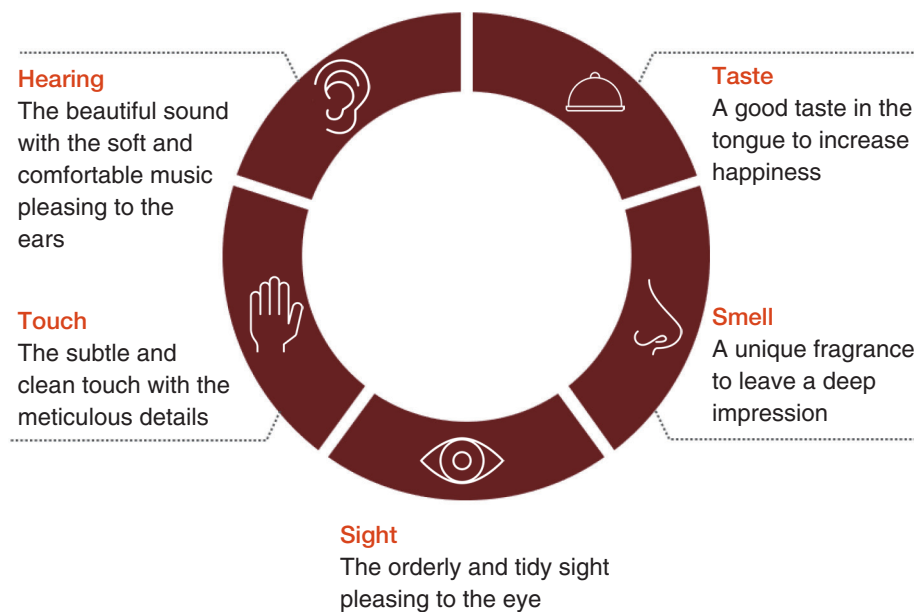 Hearing
The beautiful sound
with the soft and
comfortable music
pleasing to the
ears
Taste
A good taste in the
tongue to increase
happiness
Touch
The subtle and
clean touch with the
meticulous details
Smell
A unique fragrance
to leave a deep
impression
Sight
The orderly and tidy sight
pleasing to the eye